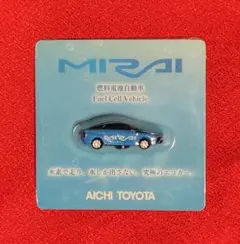 MIRAI
燃料電池自動車
Fuel Cell Vehicle
水素で走り、水しか出さない、究極のエコカーへ。
AICHI TOYOTA